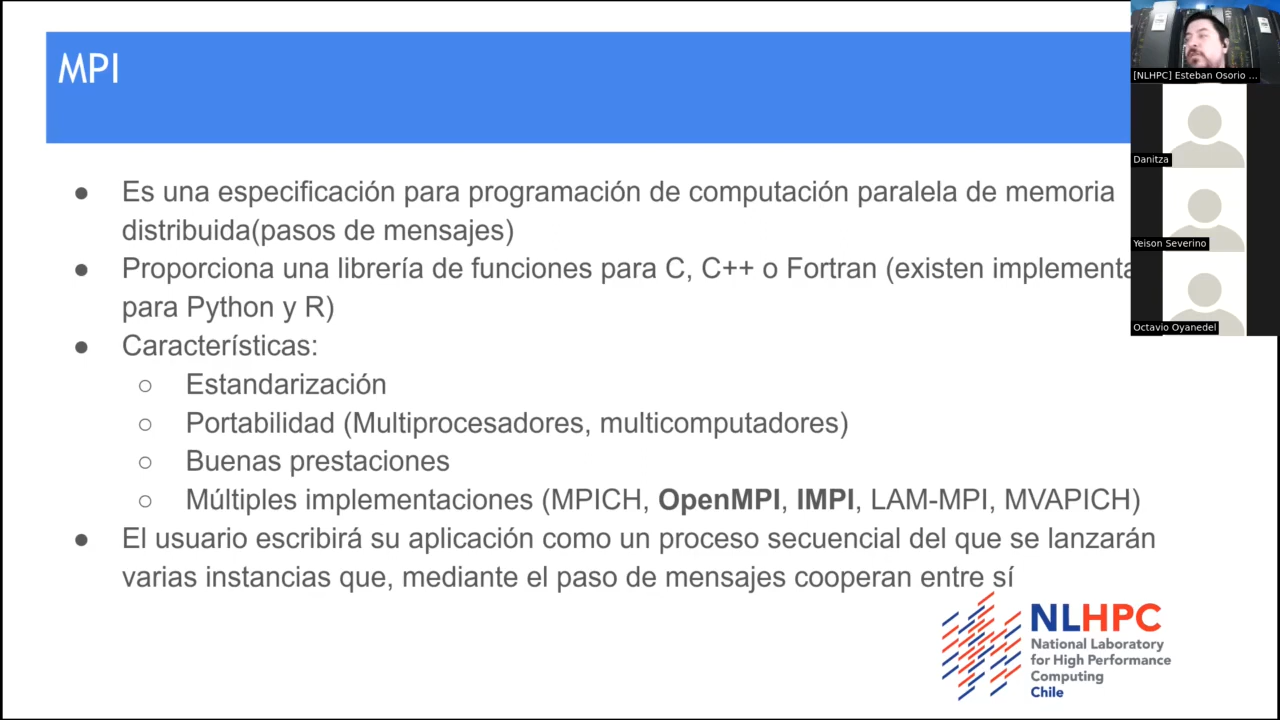 MPI
● Es una especificación para programación de computación paralela de memoria
distribuida(pasos de mensajes)
● Proporciona una librería de funciones para C, C++ o Fortran (existen implementa
para Python y R)
● Características:
○ Estandarización
○ Portabilidad (Multiprocesadores, multicomputadores)
○ Buenas prestaciones
○ Múltiples implementaciones (MPICH, OpenMPI, IMPI, LAM-MPI, MVAPICH)
● El usuario escribirá su aplicación como un proceso secuencial del que se lanzarán
varias instancias que, mediante el paso de mensajes cooperan entre sí
NLHPC
National Laboratory
for High Performance
Computing
Chile
[NLHPC] Esteban Osorio ...
Danitza
Yeison Severino
Octavio Oyanedel